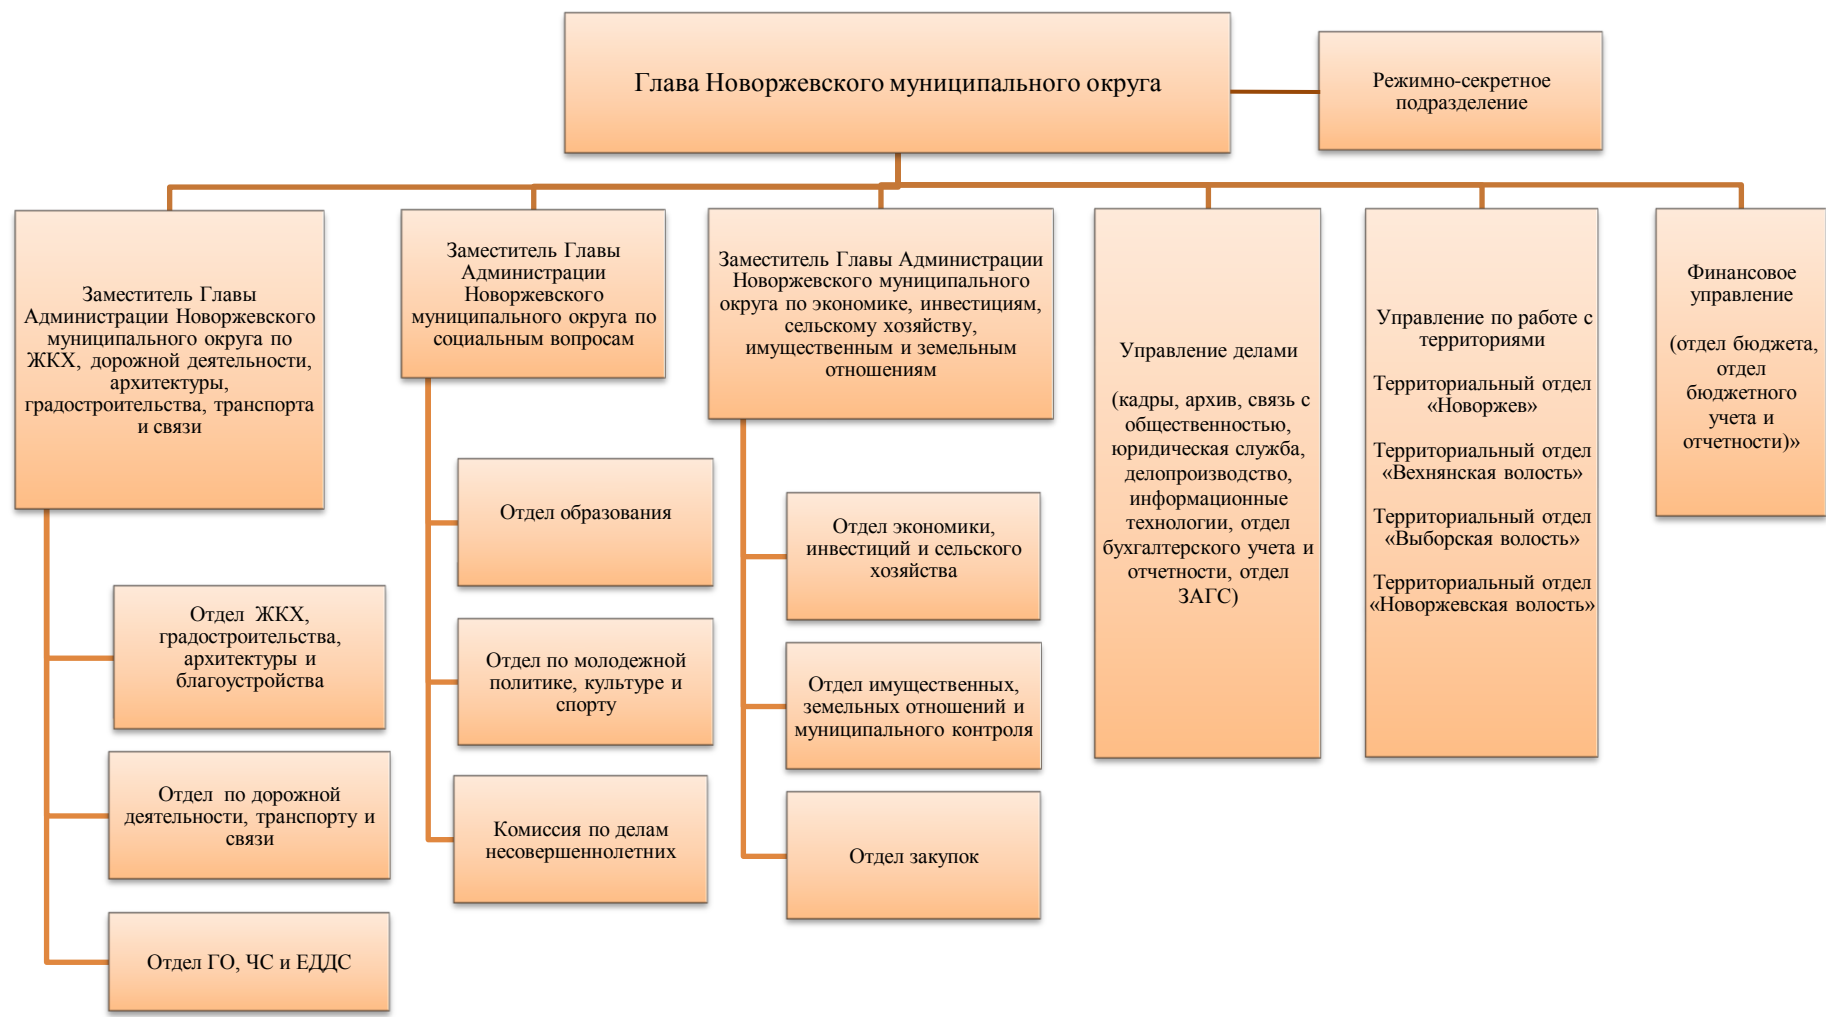 Глава Новоржевского муниципального округа
Режимно-секретное
подразделение
Заместитель Главы
Администрации Новоржевского
муниципального округа по
ЖКХ, дорожной деятельности,
архитектуры,
градостроительства, транспорта
и связи
Отдел ЖКХ,
градостроительства,
архитектуры и
благоустройства
Отдел по дорожной
деятельности, транспорту и
связи
Отдел ГО, ЧС и ЕДДС
Заместитель Главы
Администрации
Новоржевского
муниципального округа по
социальным вопросам
Отдел образования
Отдел по молодежной
политике, культуре и
спорту
Комиссия по делам
несовершеннолетних
Заместитель Главы Администрации
Новоржевского муниципального
округа по экономике, инвестициям,
сельскому хозяйству,
имущественным и земельным
отношениям
Отдел экономики,
инвестиций и сельского
хозяйства
Отдел имущественных,
земельных отношений и
муниципального контроля
Отдел закупок
Управление делами
(кадры, архив, связь с
общественностью,
юридическая служба,
делопроизводство,
информационные
технологии, отдел
бухгалтерского учета и
отчетности, отдел
ЗАГС)
Управление по работе с
территориями
Территориальный отдел
«Новоржев»
Территориальный отдел
«Вехнянская волость»
Территориальный отдел
«Выборская волость»
Территориальный отдел
«Новоржевская волость»
Финансовое
управление
(отдел бюджета,
отдел
бюджетного
учета и
отчетности)»